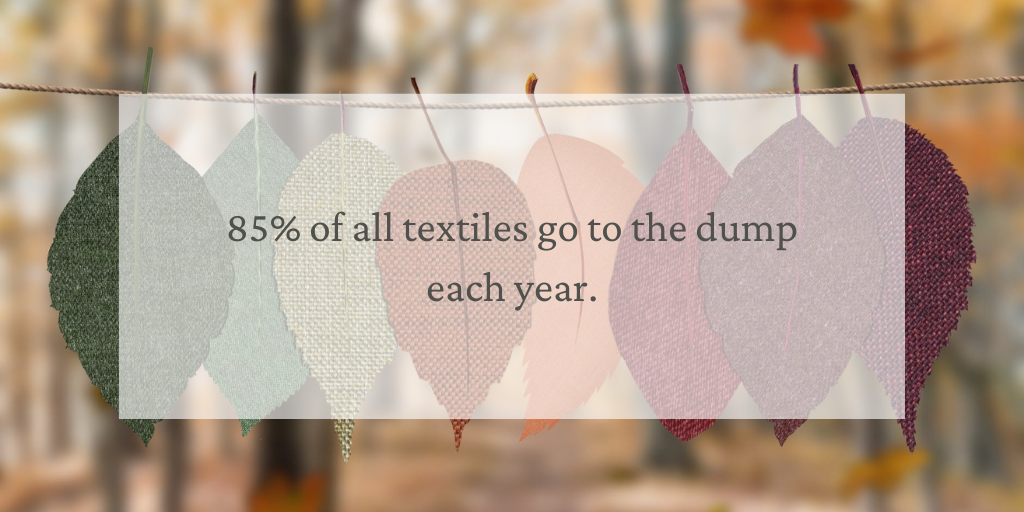 85% of all textiles go to the dump
each year.